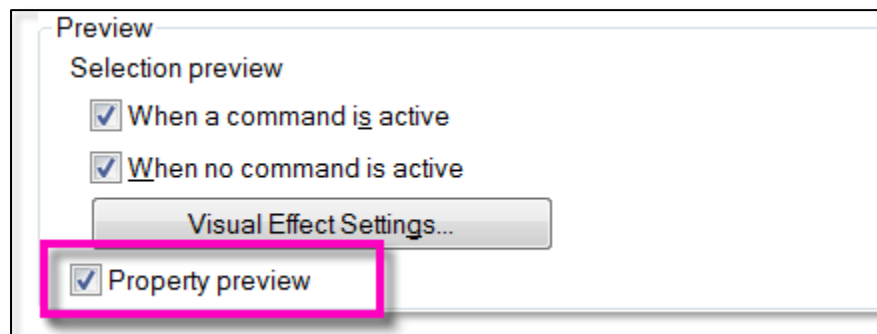 Preview
Selection preview
When a command is active
When no command is active
Visual Effect Settings...
Property preview